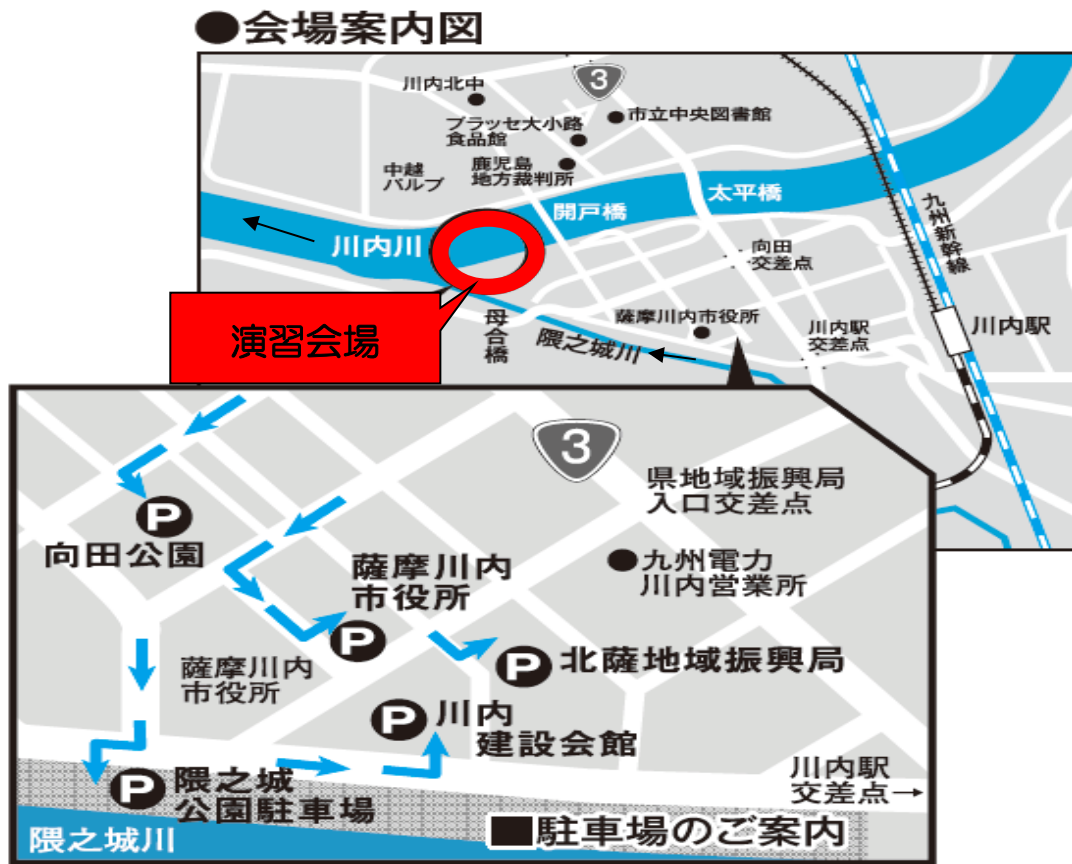 ●会場案内図
川内北中
3
市立中央図書館
プラッセ大小路
食品館
中越
パルプ
鹿児島
地方裁判所
太平橋
開戸橋
九州新幹線
川内川
向田
交差点
演習会場
母合橋
薩摩川内市役所
川内駅
交差点
川内駅
隈之城川
3
県地域振興局
入口交差点
P
向田公園
九州電力
川内営業所
薩摩川内
市役所
P
薩摩川内
市役所
P
北薩地域振興局
P
川内
建設会館
川内駅
交差点→
P
隈之城
公園駐車場
隈之城川
■駐車場のご案内